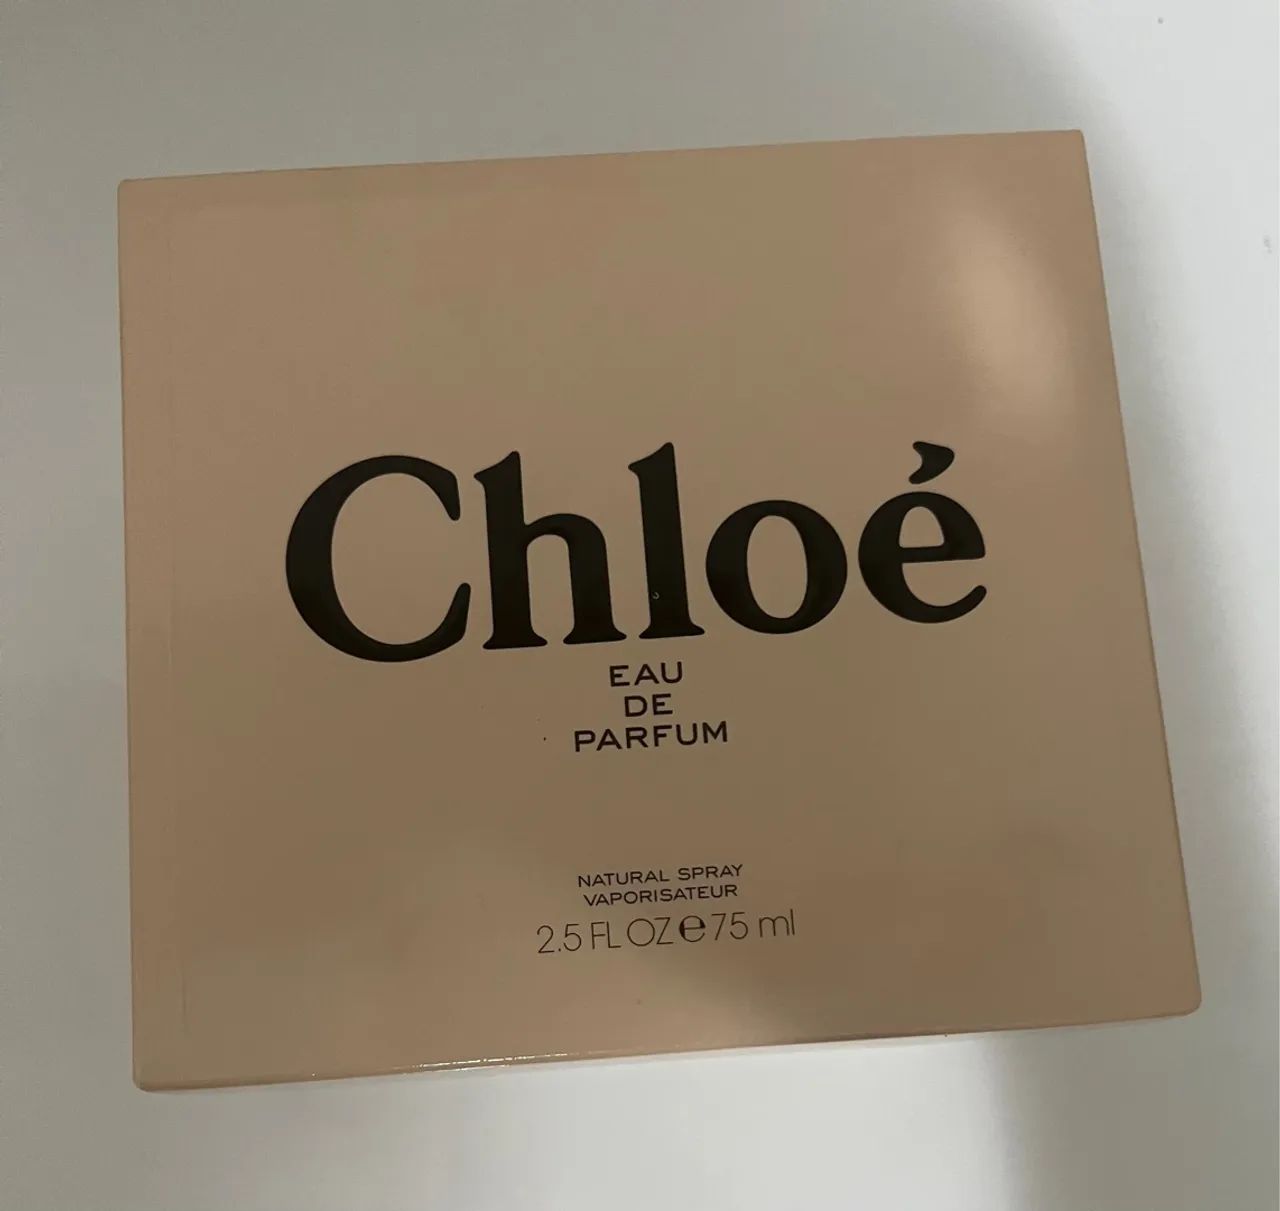 Chloé
EAU
DE
PARFUM
NATURAL SPRAY
VAPORISATEUR
2.5 FL OZ ℮ 75 ml